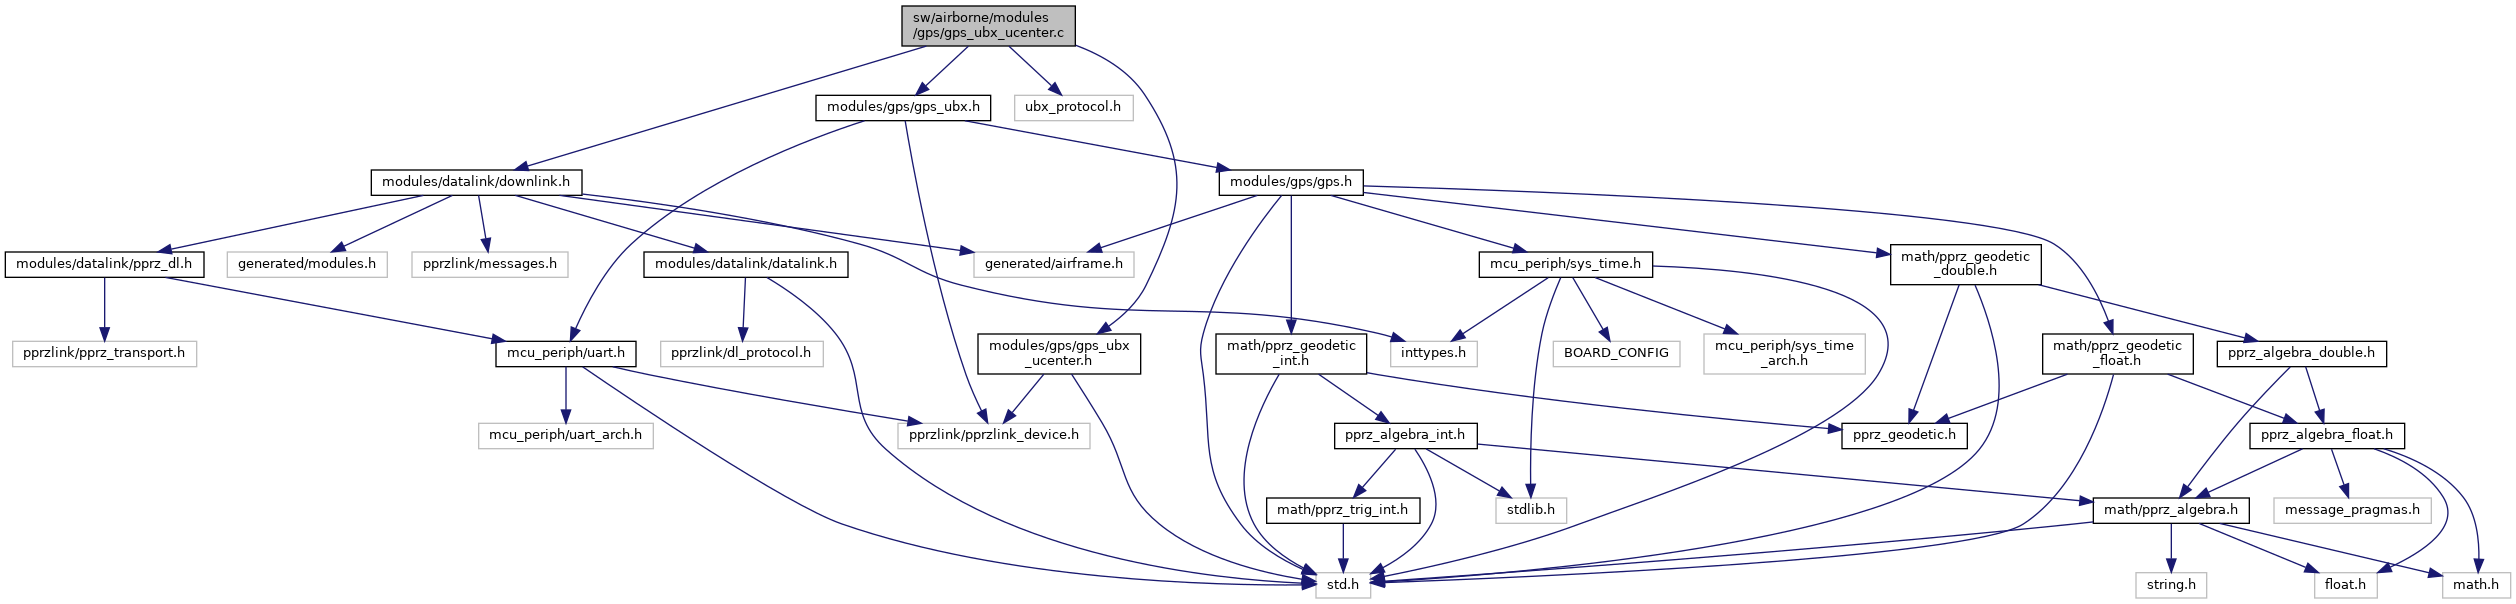 sw/airborne/modules
/gps/gps_ubx_ucenter.c
modules/gps/gps_ubx.h
ubx_protocol.h
modules/datalink/downlink.h
modules/gps/gps.h
modules/datalink/pprz_dl.h
generated/modules.h
pprzlink/messages.h
modules/datalink/datalink.h
generated/airframe.h
mcu_periph/sys_time.h
math/pprz_geodetic
_double.h
pprzlink/pprz_transport.h
mcu_periph/uart.h
pprzlink/dl_protocol.h
modules/gps/gps_ubx
_ucenter.h
math/pprz_geodetic
_int.h
inttypes.h
BOARD_CONFIG
mcu_periph/sys_time
_arch.h
math/pprz_geodetic
_float.h
pprz_algebra_double.h
mcu_periph/uart_arch.h
pprzlink/pprzlink_device.h
pprz_algebra_int.h
pprz_geodetic.h
pprz_algebra_float.h
math/pprz_trig_int.h
stdlib.h
math/pprz_algebra.h
message_pragmas.h
std.h
string.h
float.h
math.h